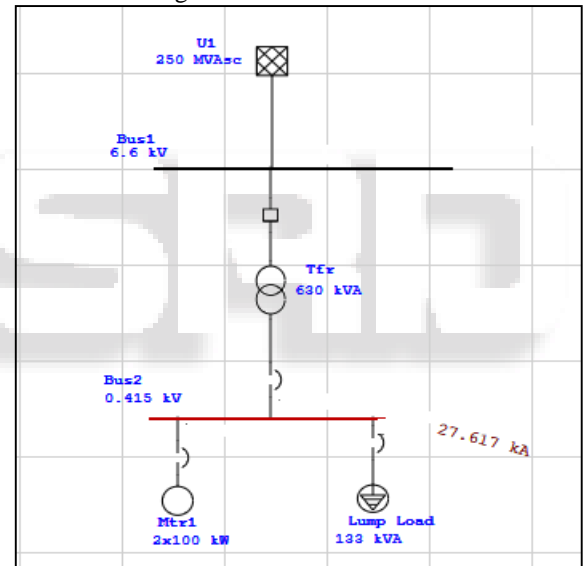 U1
250 MVAsc
Bus1
6.6 kV
Tfr
630 kVA
Bus2
0.415 kV
27.617 kA
Mtr1
2x100 kW
Lump Load
133 kVA